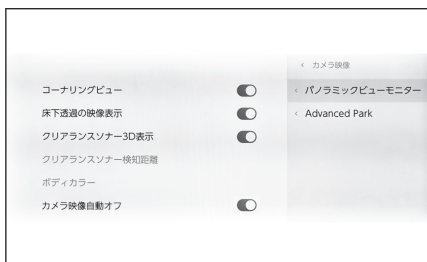 コーナリングビュー
床下透過の映像表示
クリアランスソナー3D表示
クリアランスソナー検知距離
ボディカラー
カメラ映像自動オフ
< カメラ映像
< パノラミックビューモニター
< Advanced Park